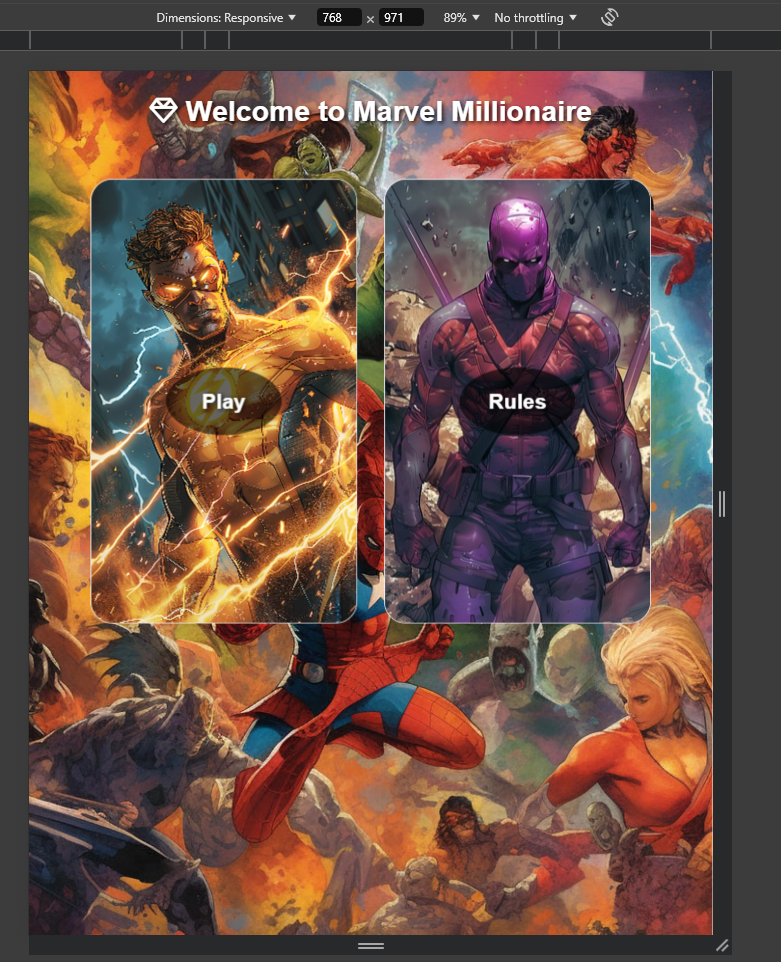 Dimensions: Responsive 768 × 971 89% No throttling
Welcome to Marvel Millionaire
Play Rules